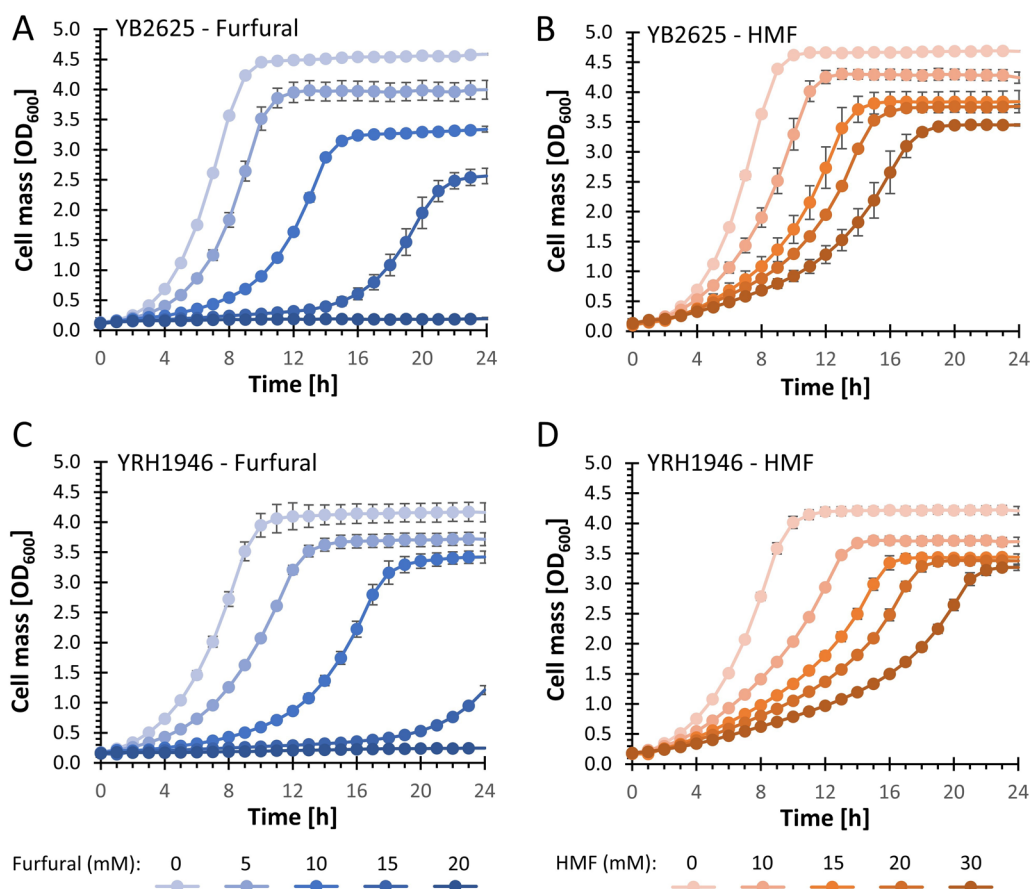 A
YB2625 - Furfural
5.0
4.5
4.0
3.5
3.0
2.5
2.0
1.5
1.0
0.5
0.0
Cell mass [OD600]
0 4 8 12 16 20 24
Time [h]
B
YB2625 - HMF
5.0
4.5
4.0
3.5
3.0
2.5
2.0
1.5
1.0
0.5
0.0
Cell mass [OD600]
0 4 8 12 16 20 24
Time [h]
C
YRH1946 - Furfural
5.0
4.5
4.0
3.5
3.0
2.5
2.0
1.5
1.0
0.5
0.0
Cell mass [OD600]
0 4 8 12 16 20 24
Time [h]
D
YRH1946 - HMF
5.0
4.5
4.0
3.5
3.0
2.5
2.0
1.5
1.0
0.5
0.0
Cell mass [OD600]
0 4 8 12 16 20 24
Time [h]
Furfural (mM): 0 5 10 15 20
HMF (mM): 0 10 15 20 30